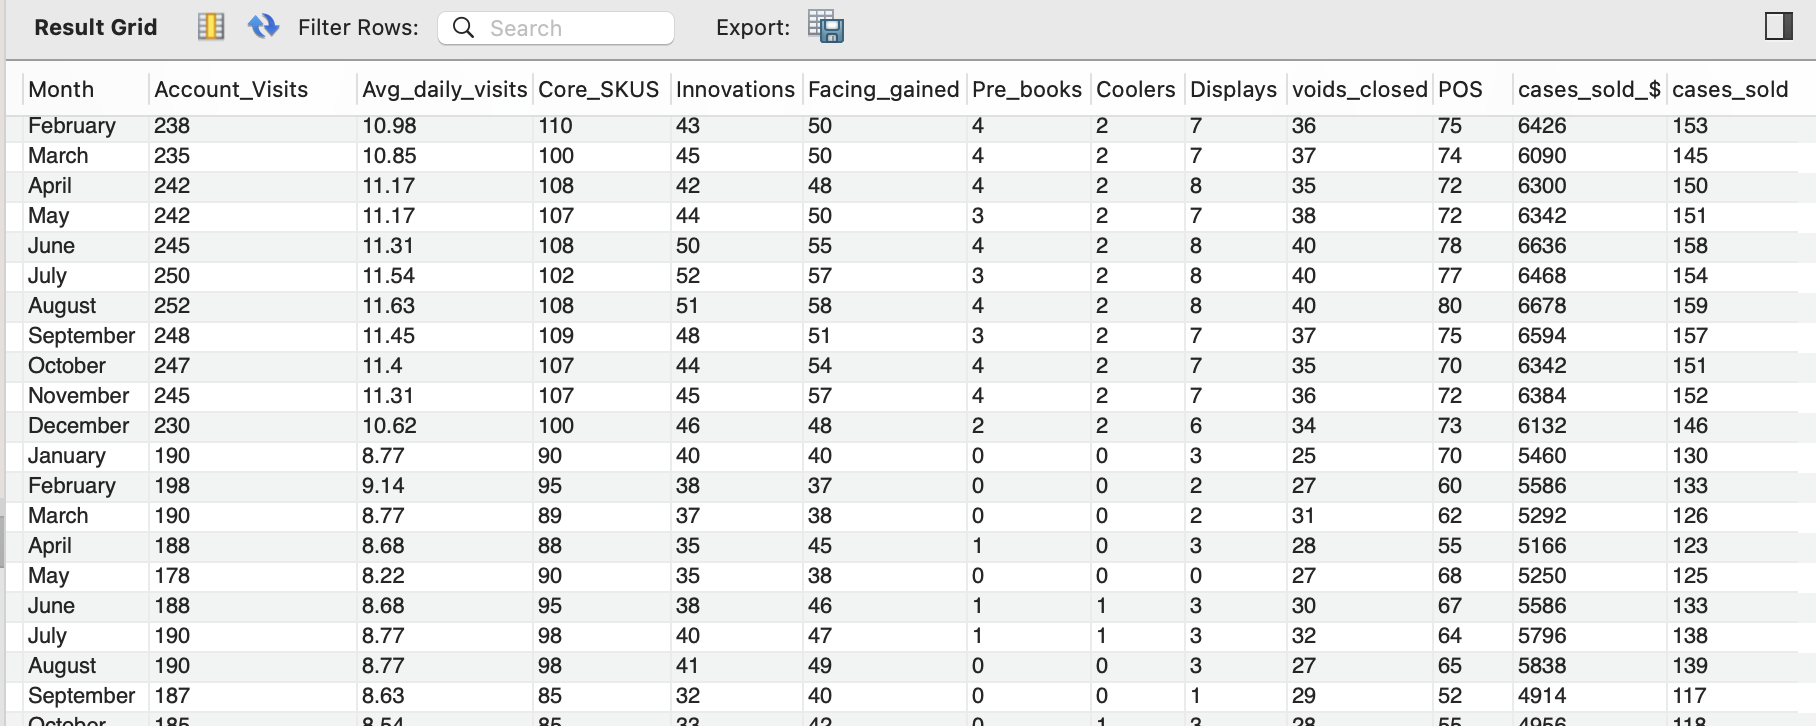 Result Grid Filter Rows: Search Export:
Month Account_Visits Avg_daily_visits Core_SKUS Innovations Facing_gained Pre_books Coolers Displays voids_closed POS cases_sold_$ cases_sold
February 238 10.98 110 43 50 4 2 7 36 75 6426 153
March 235 10.85 100 45 50 4 2 7 37 74 6090 145
April 242 11.17 108 42 48 4 2 8 35 72 6300 150
May 242 11.17 107 44 50 3 2 7 38 72 6342 151
June 245 11.31 108 50 55 4 2 8 40 78 6636 158
July 250 11.54 102 52 57 3 2 8 40 77 6468 154
August 252 11.63 108 51 58 4 2 8 40 80 6678 159
September 248 11.45 109 48 51 3 2 7 37 75 6594 157
October 247 11.4 107 44 54 4 2 7 35 70 6342 151
November 245 11.31 107 45 57 4 2 7 36 72 6384 152
December 230 10.62 100 46 48 2 2 6 34 73 6132 146
January 190 8.77 90 40 40 0 0 3 25 70 5460 130
February 198 9.14 95 38 37 0 0 2 27 60 5586 133
March 190 8.77 89 37 38 0 0 2 31 62 5292 126
April 188 8.68 88 35 45 1 0 3 28 55 5166 123
May 178 8.22 90 35 38 0 0 0 27 68 5250 125
June 188 8.68 95 38 46 1 1 3 30 67 5586 133
July 190 8.77 98 40 47 1 1 3 32 64 5796 138
August 190 8.77 98 41 49 0 0 3 27 65 5838 139
September 187 8.63 85 32 40 0 0 1 29 52 4914 117
October 185 8.54 85 33 42 0 1 3 28 55 4956 118